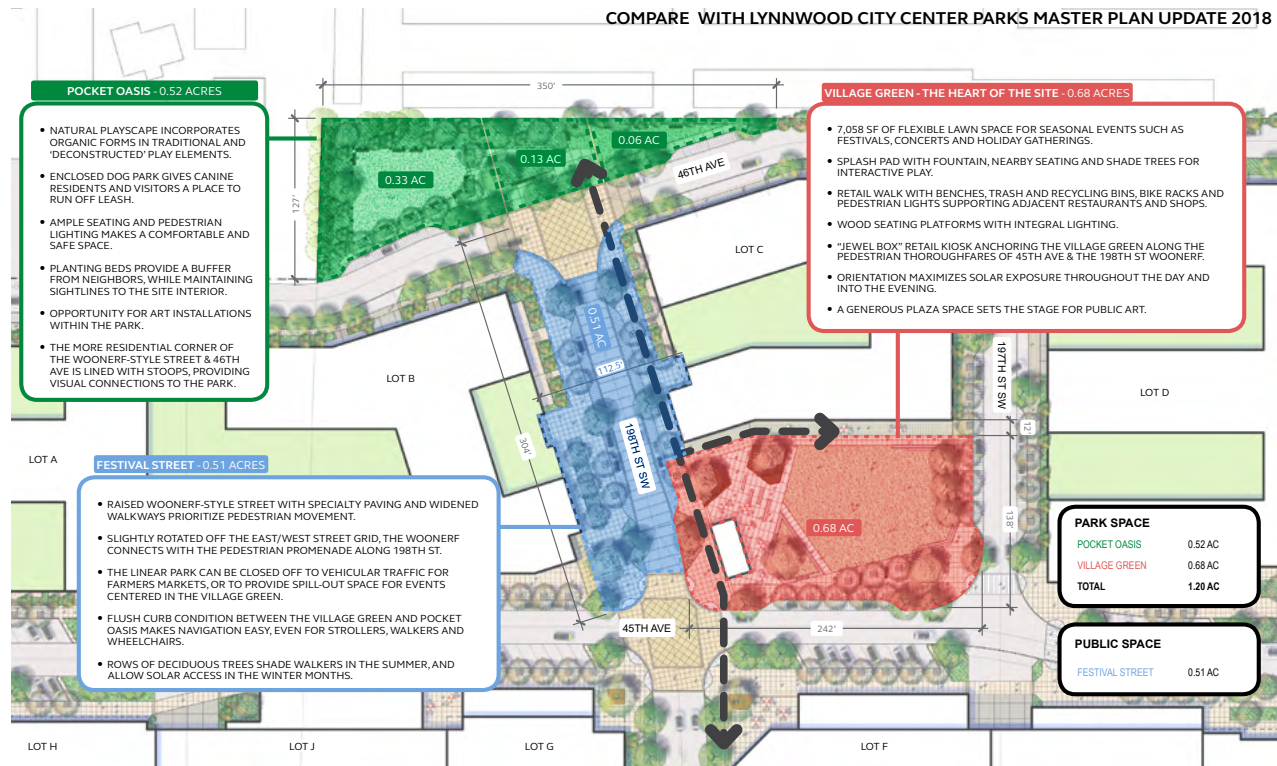 COMPARE WITH LYNNWOOD CITY CENTER PARKS MASTER PLAN UPDATE 2018
POCKET OASIS - 0.52 ACRES
• NATURAL PLAYSCAPE INCORPORATES
ORGANIC FORMS IN TRADITIONAL AND
'DECONSTRUCTED' PLAY ELEMENTS.
• ENCLOSED DOG PARK GIVES CANINE
RESIDENTS AND VISITORS A PLACE TO
RUN OFF LEASH.
• AMPLE SEATING AND PEDESTRIAN
LIGHTING MAKES A COMFORTABLE AND
SAFE SPACE.
• PLANTING BEDS PROVIDE A BUFFER
FROM NEIGHBORS, WHILE MAINTAINING
SIGHTLINES TO THE SITE INTERIOR.
• OPPORTUNITY FOR ART INSTALLATIONS
WITHIN THE PARK.
• THE MORE RESIDENTIAL CORNER OF
THE WOONERF-STYLE STREET & 46TH
AVE IS LINED WITH STOOPS, PROVIDING
VISUAL CONNECTIONS TO THE PARK.
350'
127'
0.33 AC
0.13 AC
0.06 AC
46TH AVE
VILLAGE GREEN - THE HEART OF THE SITE - 0.68 ACRES
• 7,058 SF OF FLEXIBLE LAWN SPACE FOR SEASONAL EVENTS SUCH AS
FESTIVALS, CONCERTS AND HOLIDAY GATHERINGS.
• SPLASH PAD WITH FOUNTAIN, NEARBY SEATING AND SHADE TREES FOR
INTERACTIVE PLAY.
• RETAIL WALK WITH BENCHES, TRASH AND RECYCLING BINS, BIKE RACKS AND
PEDESTRIAN LIGHTS SUPPORTING ADJACENT RESTAURANTS AND SHOPS.
• WOOD SEATING PLATFORMS WITH INTEGRAL LIGHTING.
• "JEWEL BOX" RETAIL KIOSK ANCHORING THE VILLAGE GREEN ALONG THE
PEDESTRIAN THOROUGHFARES OF 45TH AVE & THE 198TH ST WOONERF.
• ORIENTATION MAXIMIZES SOLAR EXPOSURE THROUGHOUT THE DAY AND
INTO THE EVENING.
• A GENEROUS PLAZA SPACE SETS THE STAGE FOR PUBLIC ART.
LOT C
LOT B
0.51 AC
112.5'
304'
198TH ST SW
197TH ST SW
LOT D
12'
138'
LOT A
0.68 AC
FESTIVAL STREET - 0.51 ACRES
• RAISED WOONERF-STYLE STREET WITH SPECIALTY PAVING AND WIDENED
WALKWAYS PRIORITIZE PEDESTRIAN MOVEMENT.
• SLIGHTLY ROTATED OFF THE EAST/WEST STREET GRID, THE WOONERF
CONNECTS WITH THE PEDESTRIAN PROMENADE ALONG 198TH ST.
• THE LINEAR PARK CAN BE CLOSED OFF TO VEHICULAR TRAFFIC FOR
FARMERS MARKETS, OR TO PROVIDE SPILL-OUT SPACE FOR EVENTS
CENTERED IN THE VILLAGE GREEN.
• FLUSH CURB CONDITION BETWEEN THE VILLAGE GREEN AND POCKET
OASIS MAKES NAVIGATION EASY, EVEN FOR STROLLERS, WALKERS AND
WHEELCHAIRS.
• ROWS OF DECIDUOUS TREES SHADE WALKERS IN THE SUMMER, AND
ALLOW SOLAR ACCESS IN THE WINTER MONTHS.
45TH AVE
242'
PARK SPACE
POCKET OASIS 0.52 AC
VILLAGE GREEN 0.68 AC
TOTAL 1.20 AC
PUBLIC SPACE
FESTIVAL STREET 0.51 AC
LOT H
LOT J
LOT G
LOT F